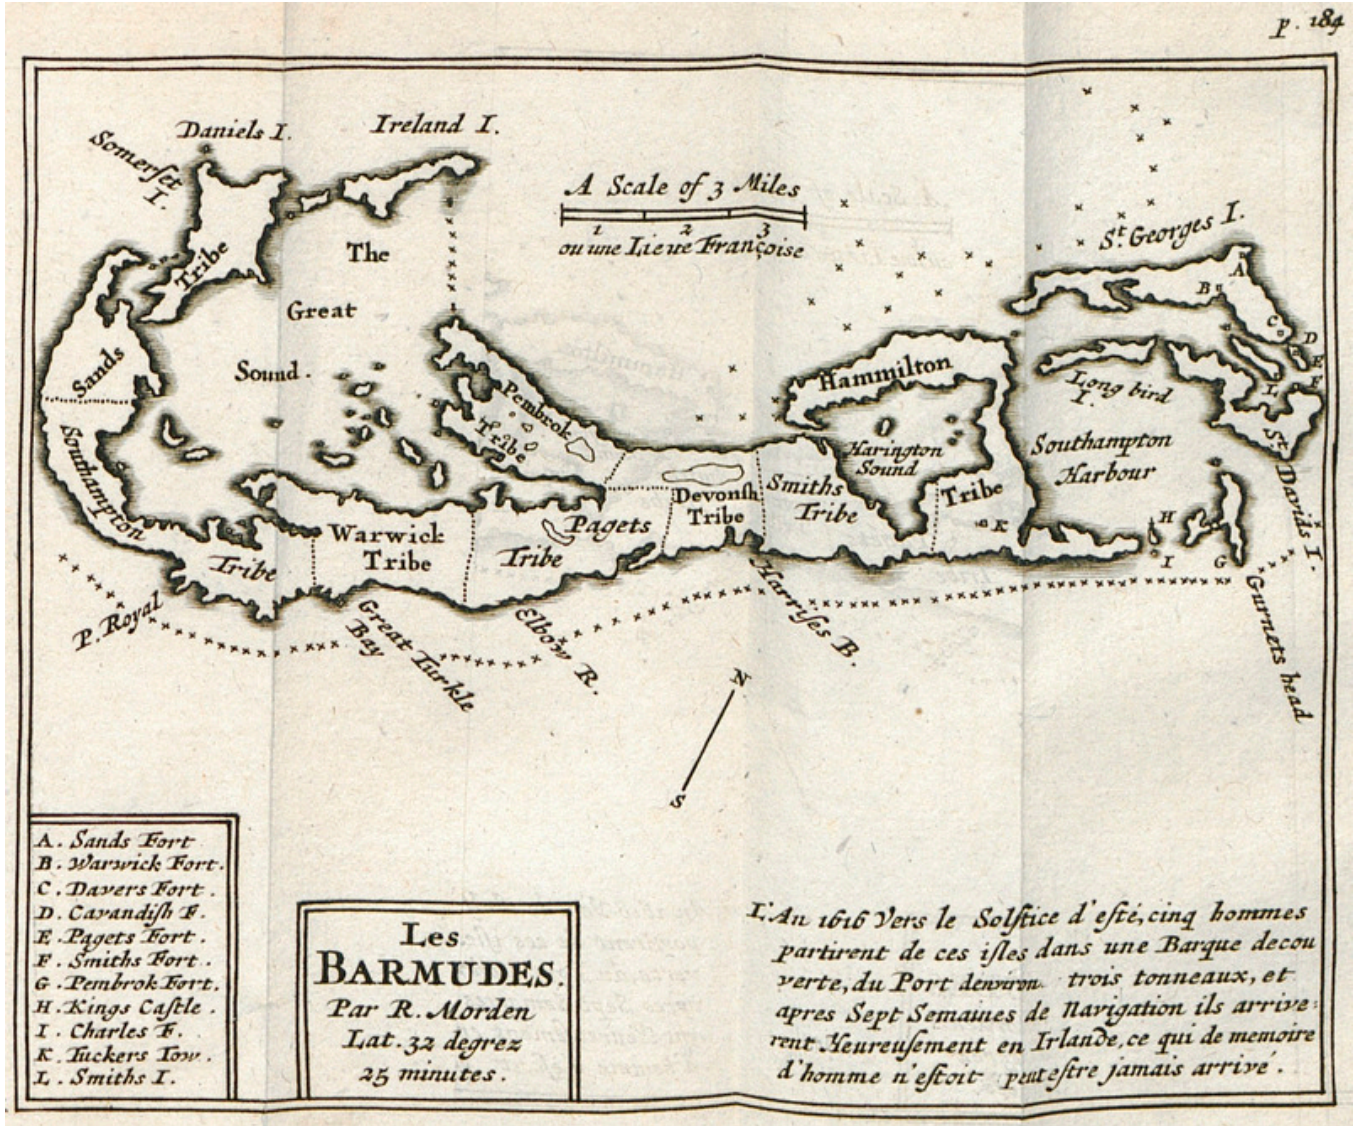 p. 184
Daniels I.
Ireland I.
Somerset
I.
A Scale of 3 Miles
1 2 3
ou une Lieue Françoise
St. Georges I.
The
Great
Sound.
Tribe
Sands
Southampton
Tribe
Pembrok
Tribe
Warwick
Tribe
Pagets
Tribe
Devonsh
Tribe
Smiths
Tribe
Hammilton
Tribe
Harington
Sound
Long bird
I.
Southampton
Harbour
St. Davids I.
A
B
C
D
E
F
L
H
I
G
K
P. Royal
Great Turkle
Bay
Elbow R.
Harrises B.
Gurnets head
N
S
A. Sands Fort
B. Warwick Fort.
C. Davers Fort.
D. Cavandish F.
E. Pagets Fort.
F. Smiths Fort.
G. Pembrok Fort.
H. Kings Castle.
I. Charles F.
K. Tuckers Tow.
L. Smiths I.
Les
BARMUDES.
Par R. Morden
Lat. 32 degrez
25 minutes.
L'An 1616 Vers le Solstice d'esté, cinq hommes
partirent de ces isles dans une Barque decou
verte, du Port denviron trois tonneaux, et
apres Sept Semaines de Navigation ils arrive:
rent Heureusement en Irlande, ce qui de memoire
d'homme n'estoit peutestre jamais arrivé.